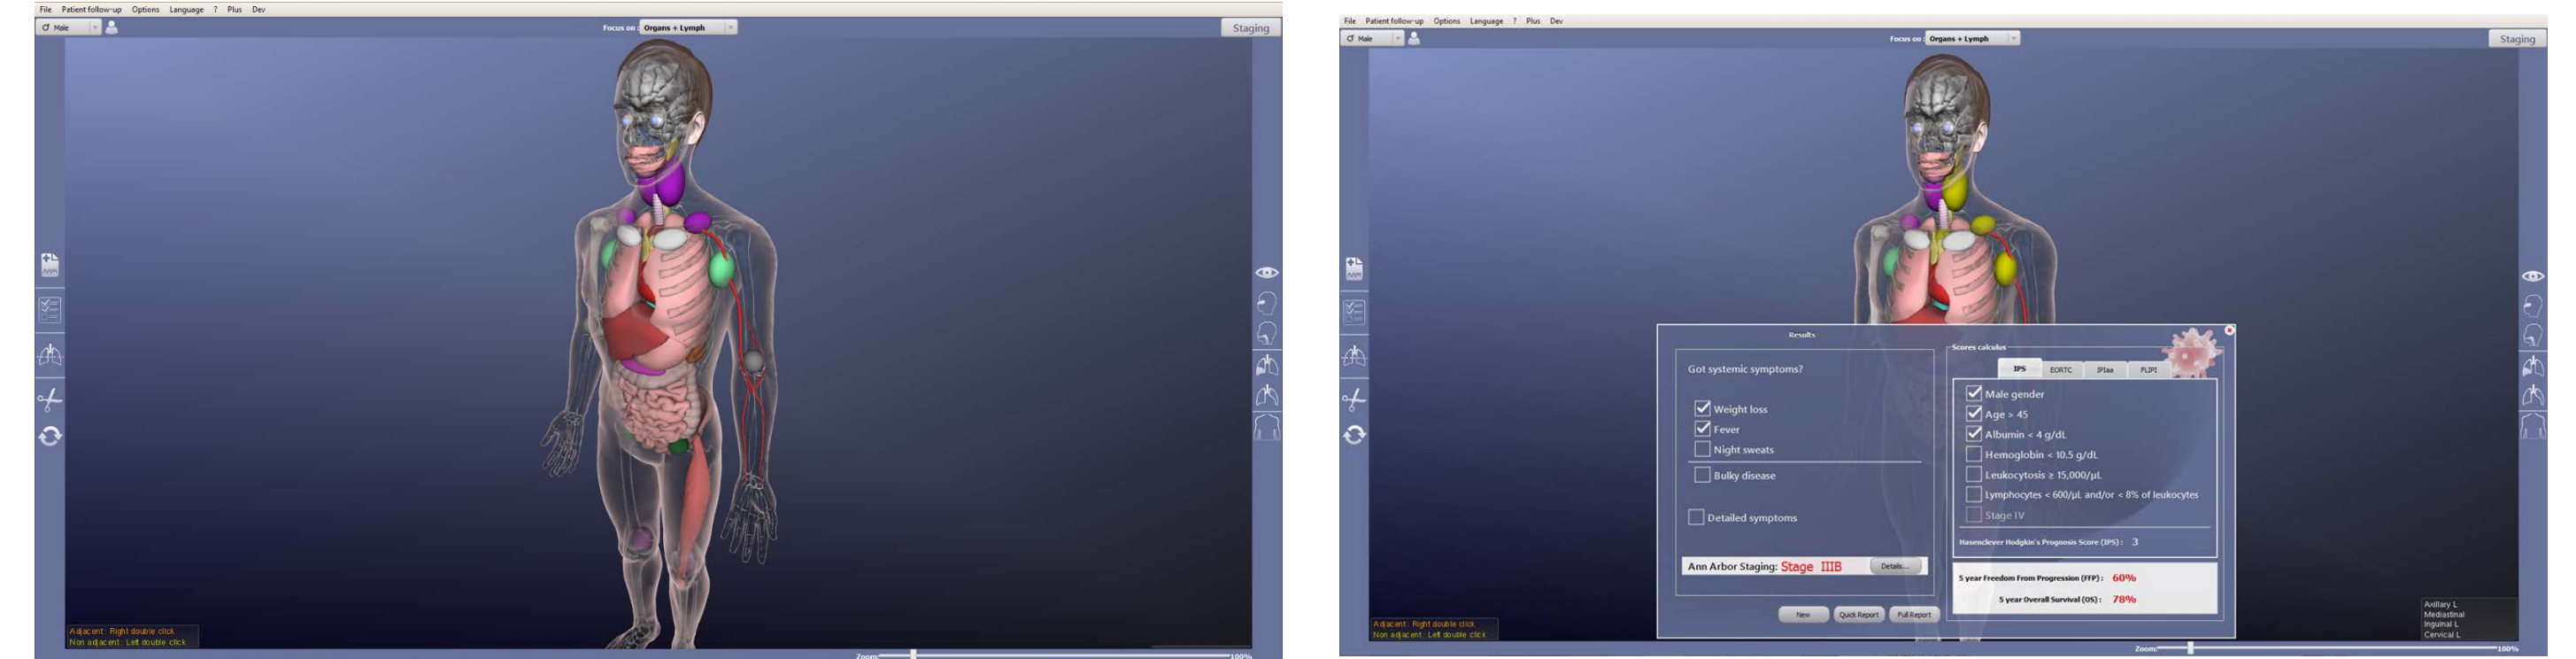 File Patient follow-up Options Language ? Plus Dev
Male
Focus on : Organs + Lymph
Staging
Adjacent : Right double click
Non adjacent : Left double click
Zoom:
100%
File Patient follow-up Options Language ? Plus Dev
Male
Focus on : Organs + Lymph
Staging
Results
Got systemic symptoms?
Weight loss
Fever
Night sweats
Bulky disease
Detailed symptoms
Ann Arbor Staging: Stage IIIB Details...
New Quick Report Full Report
Scores calculus
IPS EORTC IPIaa FLIPI
Male gender
Age > 45
Albumin < 4 g/dL
Hemoglobin < 10.5 g/dL
Leukocytosis ≥ 15,000/µL
Lymphocytes < 600/µL and/or < 8% of leukocytes
Stage IV
Hasenclever Hodgkin's Prognosis Score (IPS) : 3
5 year Freedom From Progression (FFP) : 60%
5 year Overall Survival (OS) : 78%
Adjacent : Right double click
Non adjacent : Left double click
Axillary L
Mediastinal
Inguinal L
Cervical L
Zoom:
100%